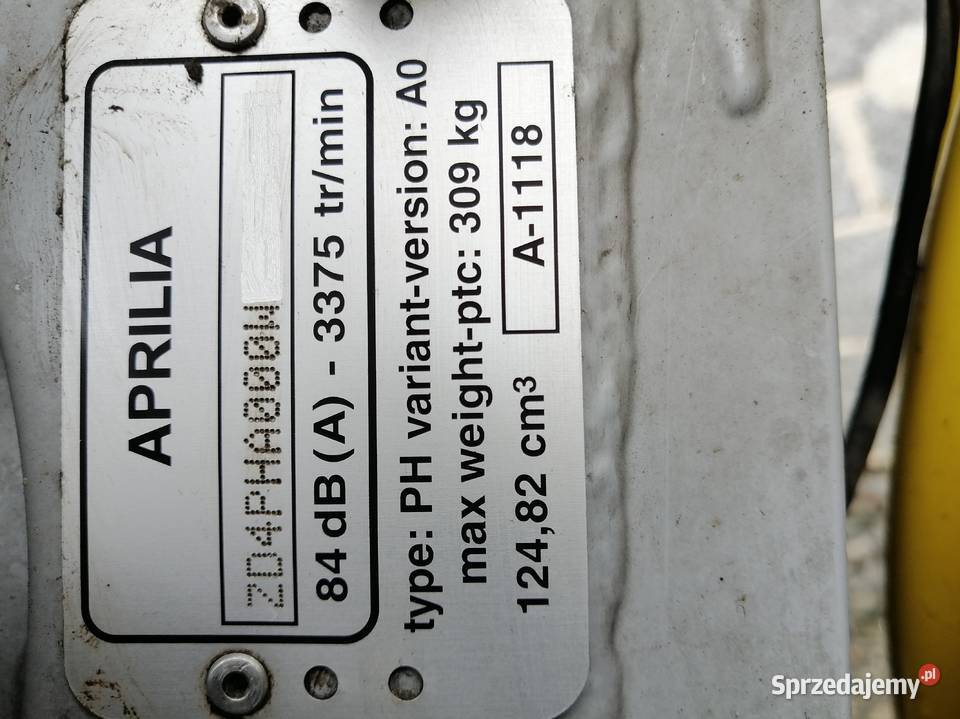 APRILIA
ZD4PHA000W
84 dB(A) - 3375 tr/min
type: PH variant-version: A0
max weight-ptc: 309 kg
124,82 cm³
A-1118
Sprzedajemy.pl